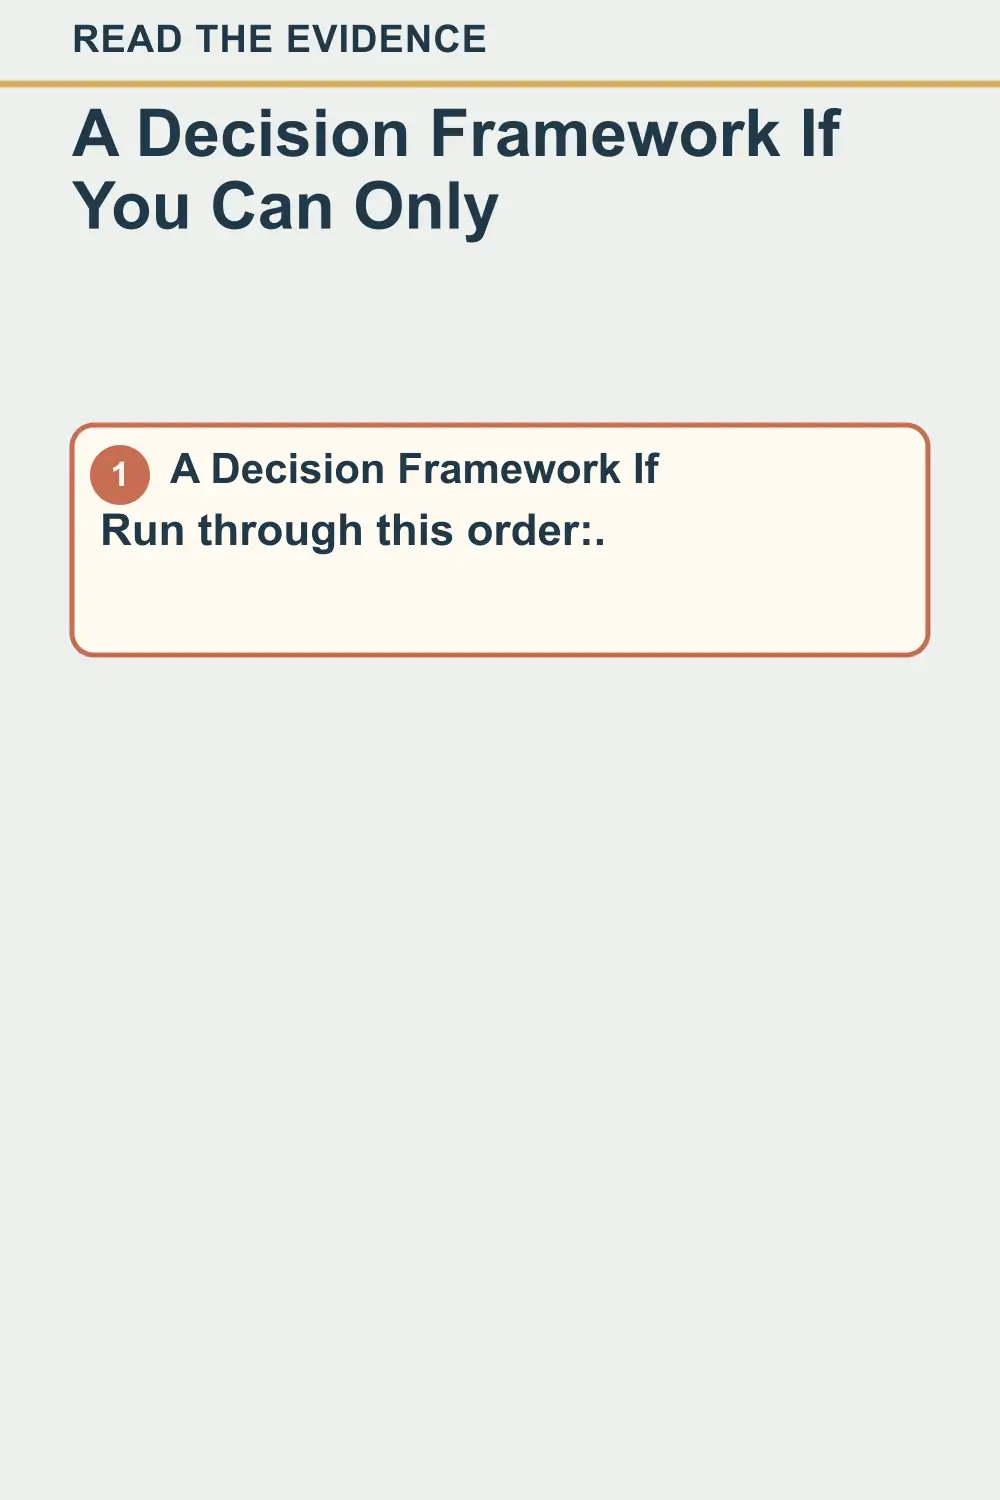 READ THE EVIDENCE
A Decision Framework If
You Can Only
1 A Decision Framework If
Run through this order:.